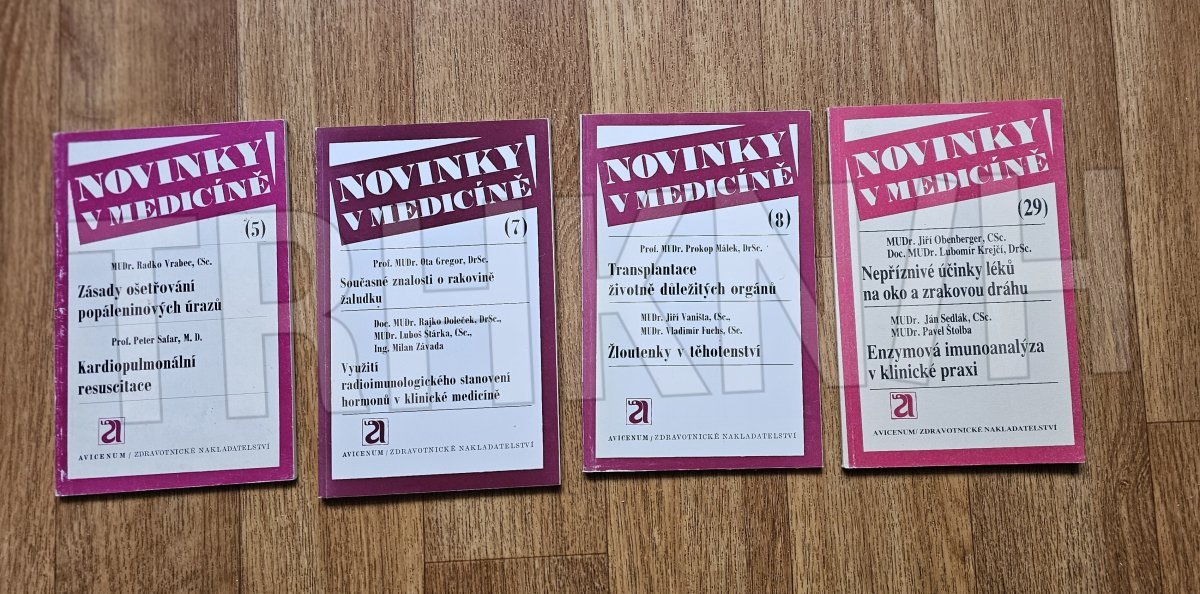 NOVINKY
V MEDICÍNĚ
(5)
MUDr. Radko Vrabec, CSc.
Zásady ošetřování
popáleninových úrazů
Prof. Peter Safar, M. D.
Kardiopulmonální
resuscitace
AVICENUM / ZDRAVOTNICKÉ NAKLADATELSTVÍ
NOVINKY
V MEDICÍNĚ
(7)
Prof. MUDr. Ota Gregor, DrSc.
Současné znalosti o rakovině
žaludku
Doc. MUDr. Rajko Doleček, DrSc.,
MUDr. Luboš Štárka, CSc.,
Ing. Milan Závada
Využití
radioimunologického stanovení
hormonů v klinické medicíně
AVICENUM / ZDRAVOTNICKÉ NAKLADATELSTVÍ
NOVINKY
V MEDICÍNĚ
(8)
Prof. MUDr. Prokop Málek, DrSc.
Transplantace
životně důležitých orgánů
MUDr. Jiří Vaništa, CSc.,
MUDr. Vladimír Fuchs, CSc.
Žloutenky v těhotenství
AVICENUM / ZDRAVOTNICKÉ NAKLADATELSTVÍ
NOVINKY
V MEDICÍNĚ
(29)
MUDr. Jiří Obenberger, CSc.
Doc. MUDr. Lubomír Krejčí, DrSc.
Nepříznivé účinky léků
na oko a zrakovou dráhu
MUDr. Ján Sedlák, CSc.
MUDr. Pavel Štolba
Enzymová imunoanalýza
v klinické praxi
AVICENUM / ZDRAVOTNICKÉ NAKLADATELSTVÍ
TRHKNIH